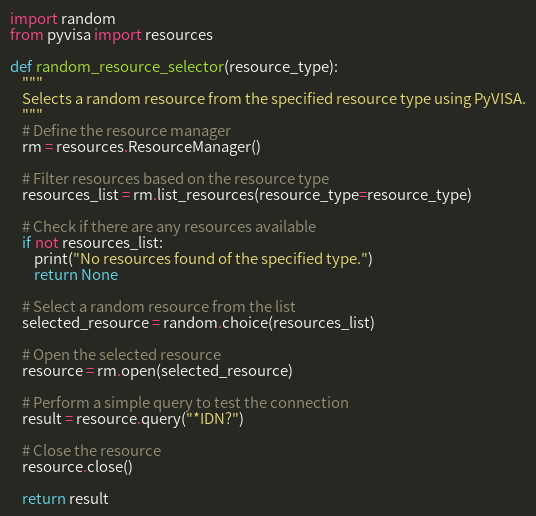 import random
from pyvisa import resources

def random_resource_selector(resource_type):
    """
    Selects a random resource from the specified resource type using PyVISA.
    """
    # Define the resource manager
    rm = resources.ResourceManager()

    # Filter resources based on the resource type
    resources_list = rm.list_resources(resource_type=resource_type)

    # Check if there are any resources available
    if not resources_list:
        print("No resources found of the specified type.")
        return None

    # Select a random resource from the list
    selected_resource = random.choice(resources_list)

    # Open the selected resource
    resource = rm.open(selected_resource)

    # Perform a simple query to test the connection
    result = resource.query("*IDN?")

    # Close the resource
    resource.close()

    return result